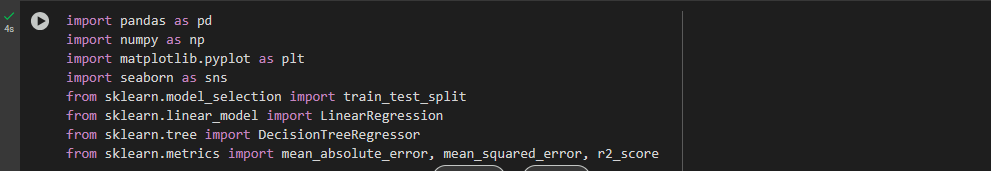 import pandas as pd
4s
import numpy as np
import matplotlib.pyplot as plt
import seaborn as sns
from sklearn.model_selection import train_test_split
from sklearn.linear_model import LinearRegression
from sklearn.tree import DecisionTreeRegressor
from sklearn.metrics import mean_absolute_error, mean_squared_error, r2_score